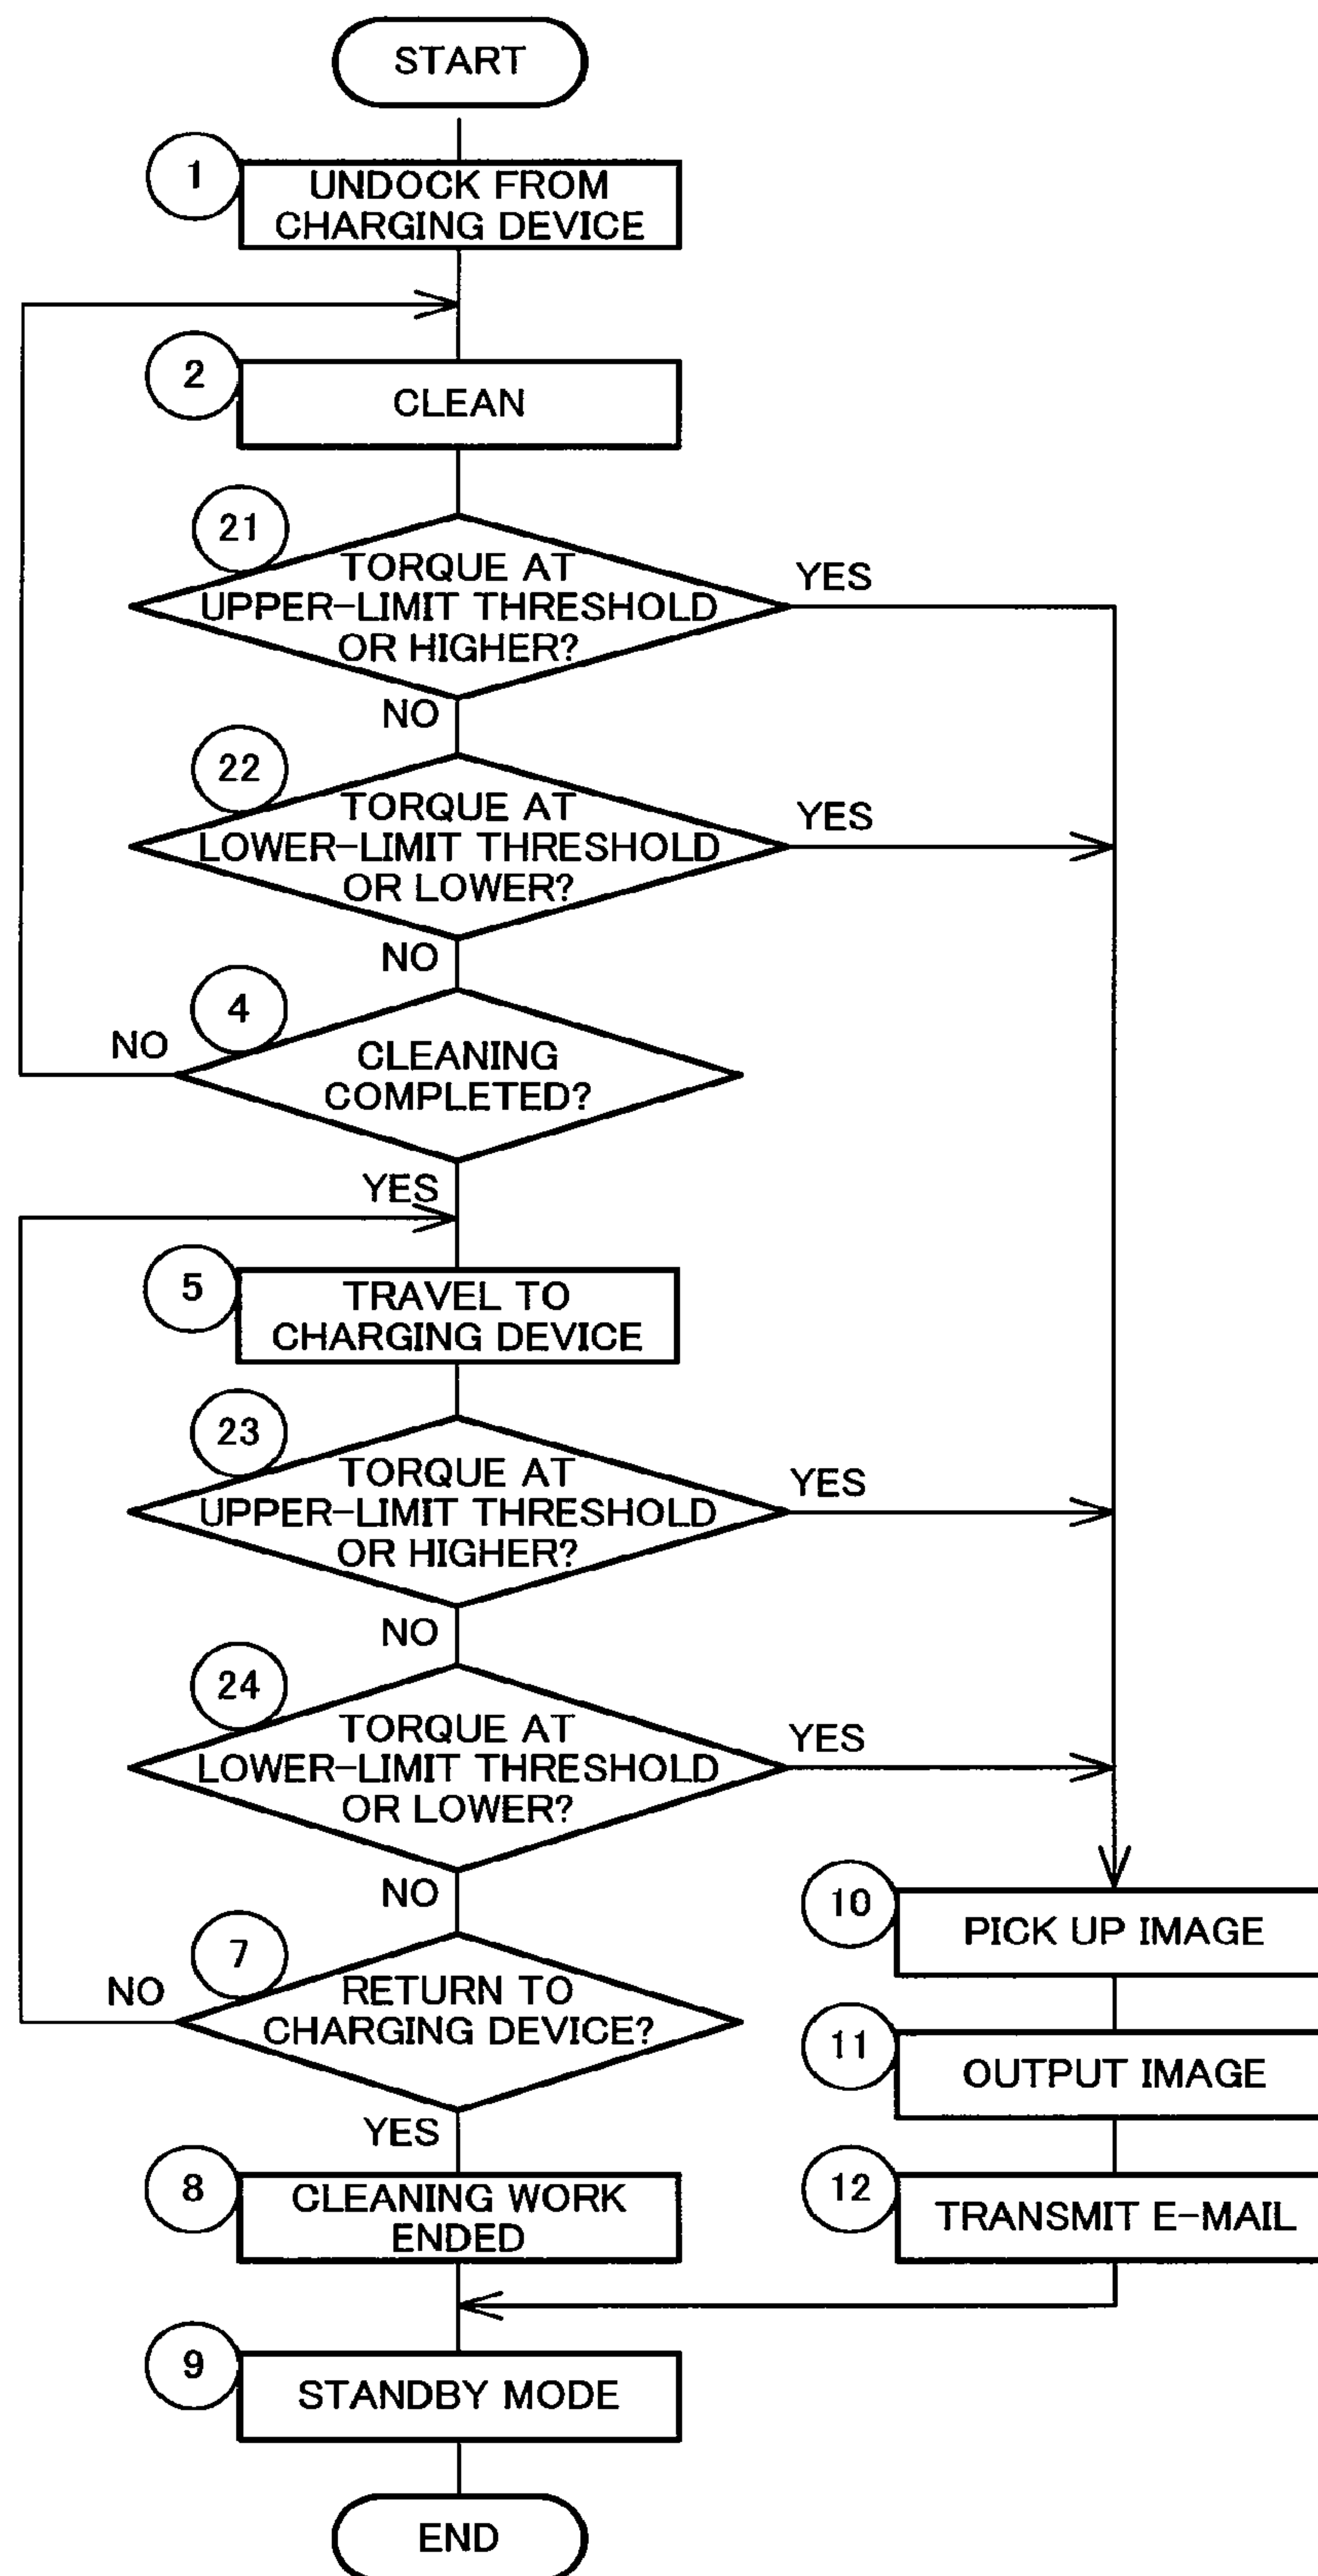 START
1
UNDOCK FROM
CHARGING DEVICE
2
CLEAN
21
TORQUE AT
UPPER-LIMIT THRESHOLD
OR HIGHER?
YES
NO
22
TORQUE AT
LOWER-LIMIT THRESHOLD
OR LOWER?
YES
NO
4
CLEANING
COMPLETED?
NO
YES
5
TRAVEL TO
CHARGING DEVICE
23
TORQUE AT
UPPER-LIMIT THRESHOLD
OR HIGHER?
YES
NO
24
TORQUE AT
LOWER-LIMIT THRESHOLD
OR LOWER?
YES
NO
7
RETURN TO
CHARGING DEVICE?
NO
YES
8
CLEANING WORK
ENDED
10
PICK UP IMAGE
11
OUTPUT IMAGE
12
TRANSMIT E-MAIL
9
STANDBY MODE
END